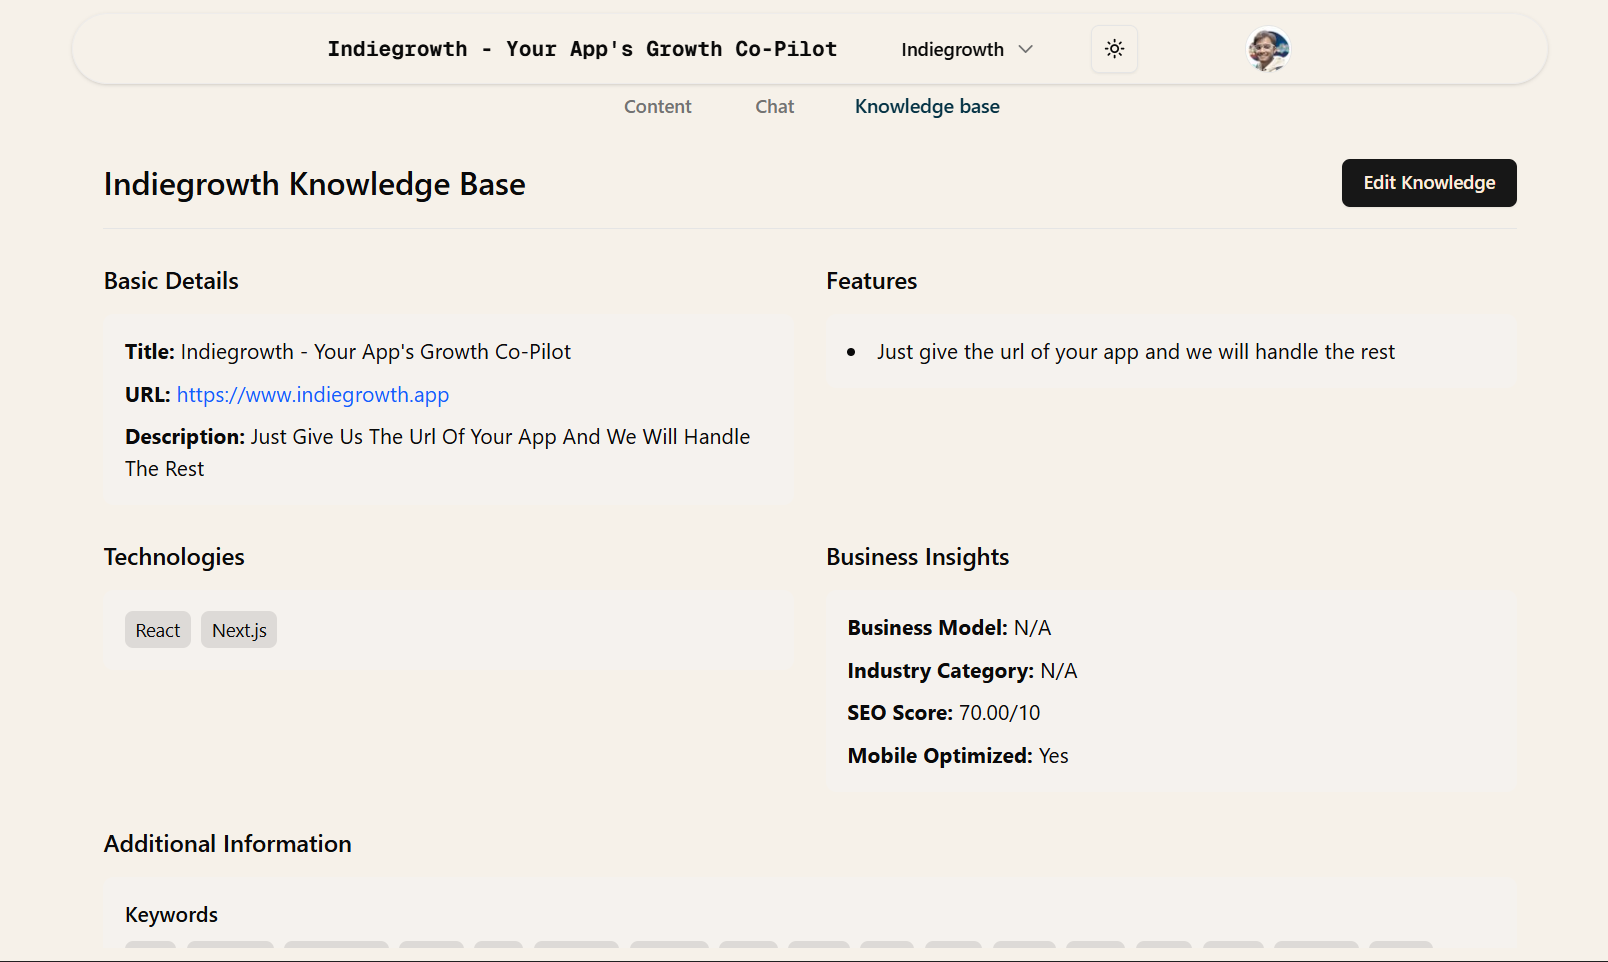 Indiegrowth - Your App's Growth Co-Pilot
Indiegrowth
Content
Chat
Knowledge base
Indiegrowth Knowledge Base
Edit Knowledge
Basic Details
Title: Indiegrowth - Your App's Growth Co-Pilot
URL: https://www.indiegrowth.app
Description: Just Give Us The Url Of Your App And We Will Handle
The Rest
Features
Just give the url of your app and we will handle the rest
Technologies
React
Next.js
Business Insights
Business Model: N/A
Industry Category: N/A
SEO Score: 70.00/10
Mobile Optimized: Yes
Additional Information
Keywords